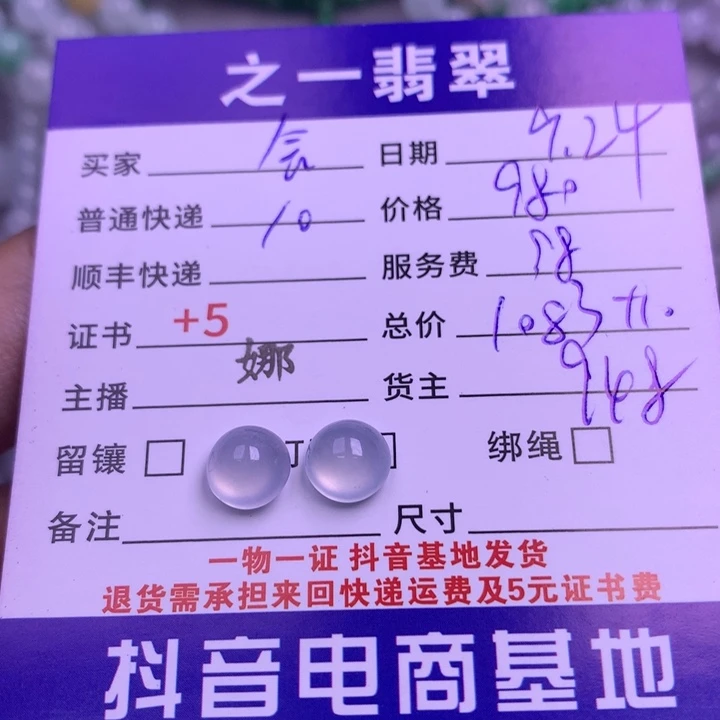 之一翡翠
买家 会 日期 9.24
普通快递 10 价格 980
顺丰快递 服务费
证书 +5 总价 1083
主播 娜 货主 948
留镶 绑绳
备注 尺寸
一物一证 抖音基地发货
退货需承担来回快递运费及5元证书费
抖音电商基地